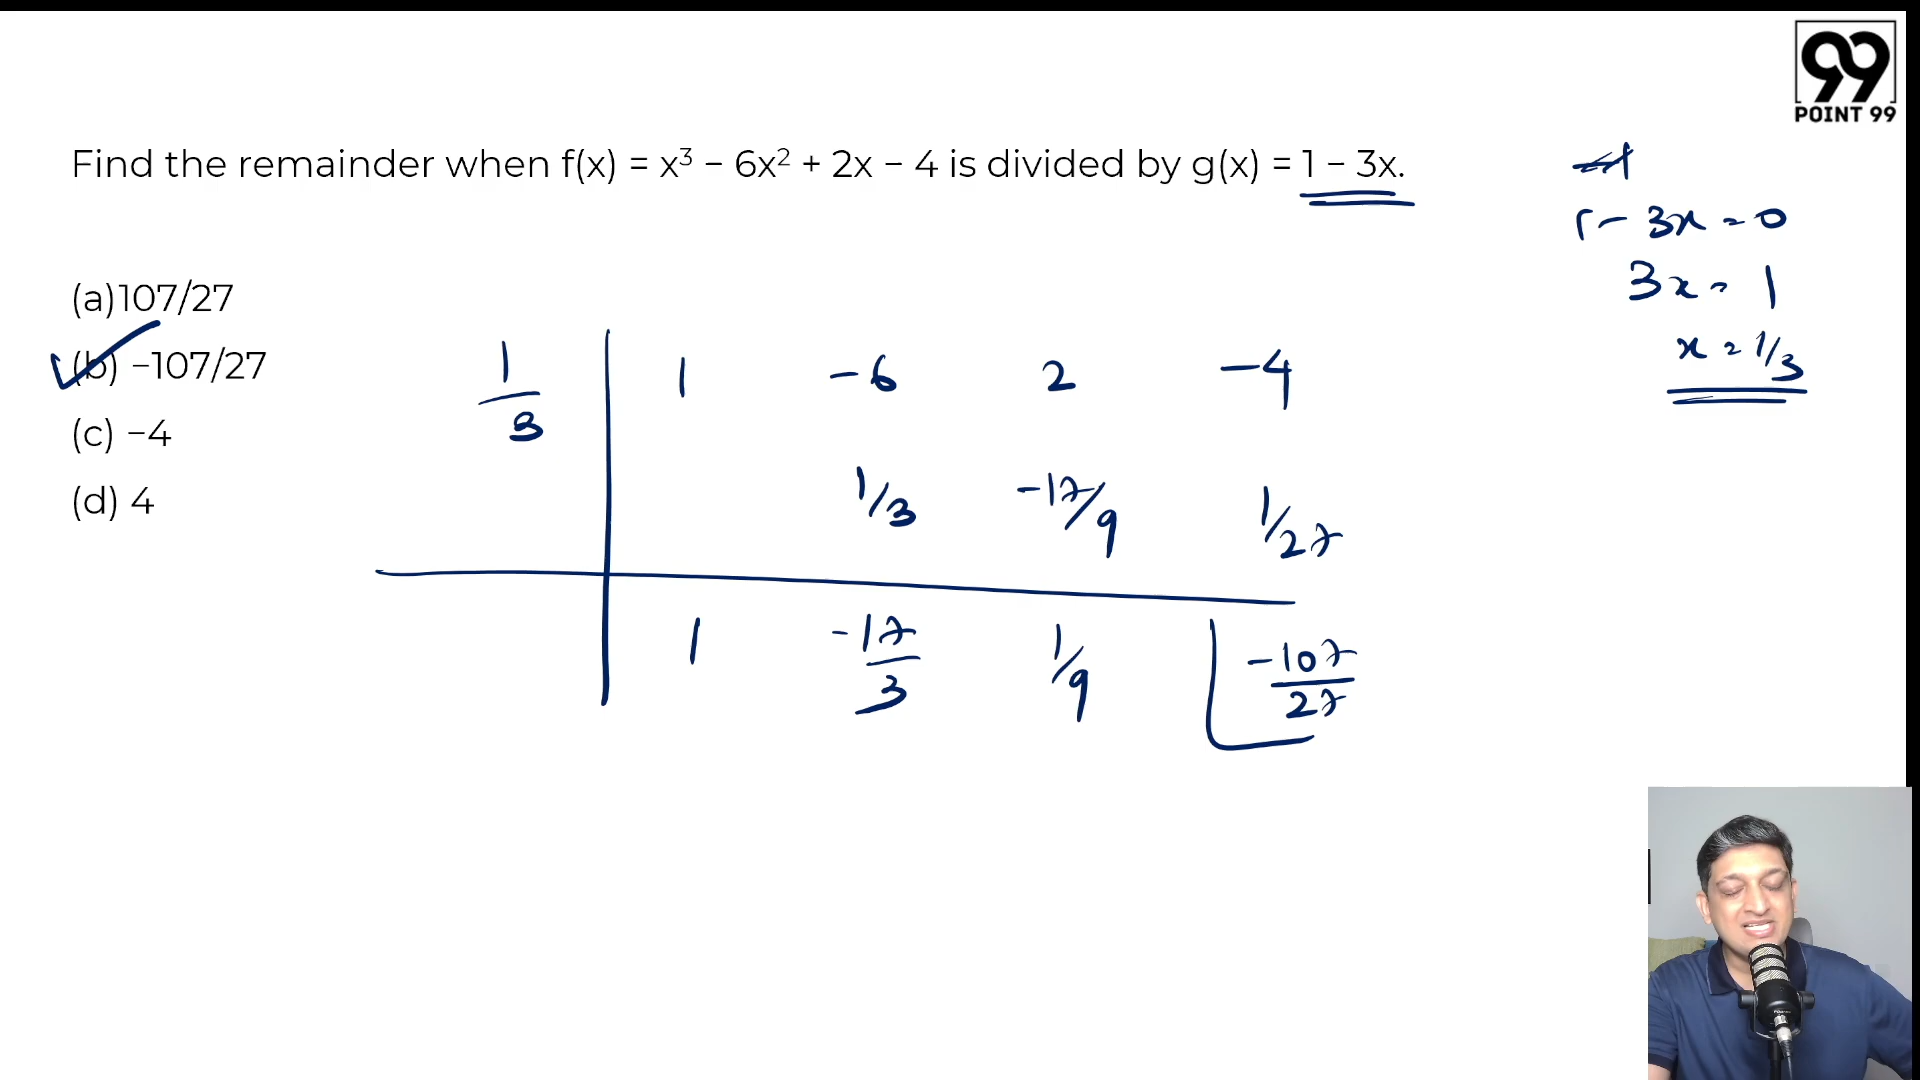 99
POINT 99
Find the remainder when f(x) = x³ − 6x² + 2x − 4 is divided by g(x) = 1 − 3x.
1 − 3x = 0
3x = 1
x = 1/3
(a) 107/27
(b) −107/27
(c) −4
(d) 4
1/3 | 1 −6 2 −4
1/3 −17/9 1/27
1 −17/3 1/9 −107/27